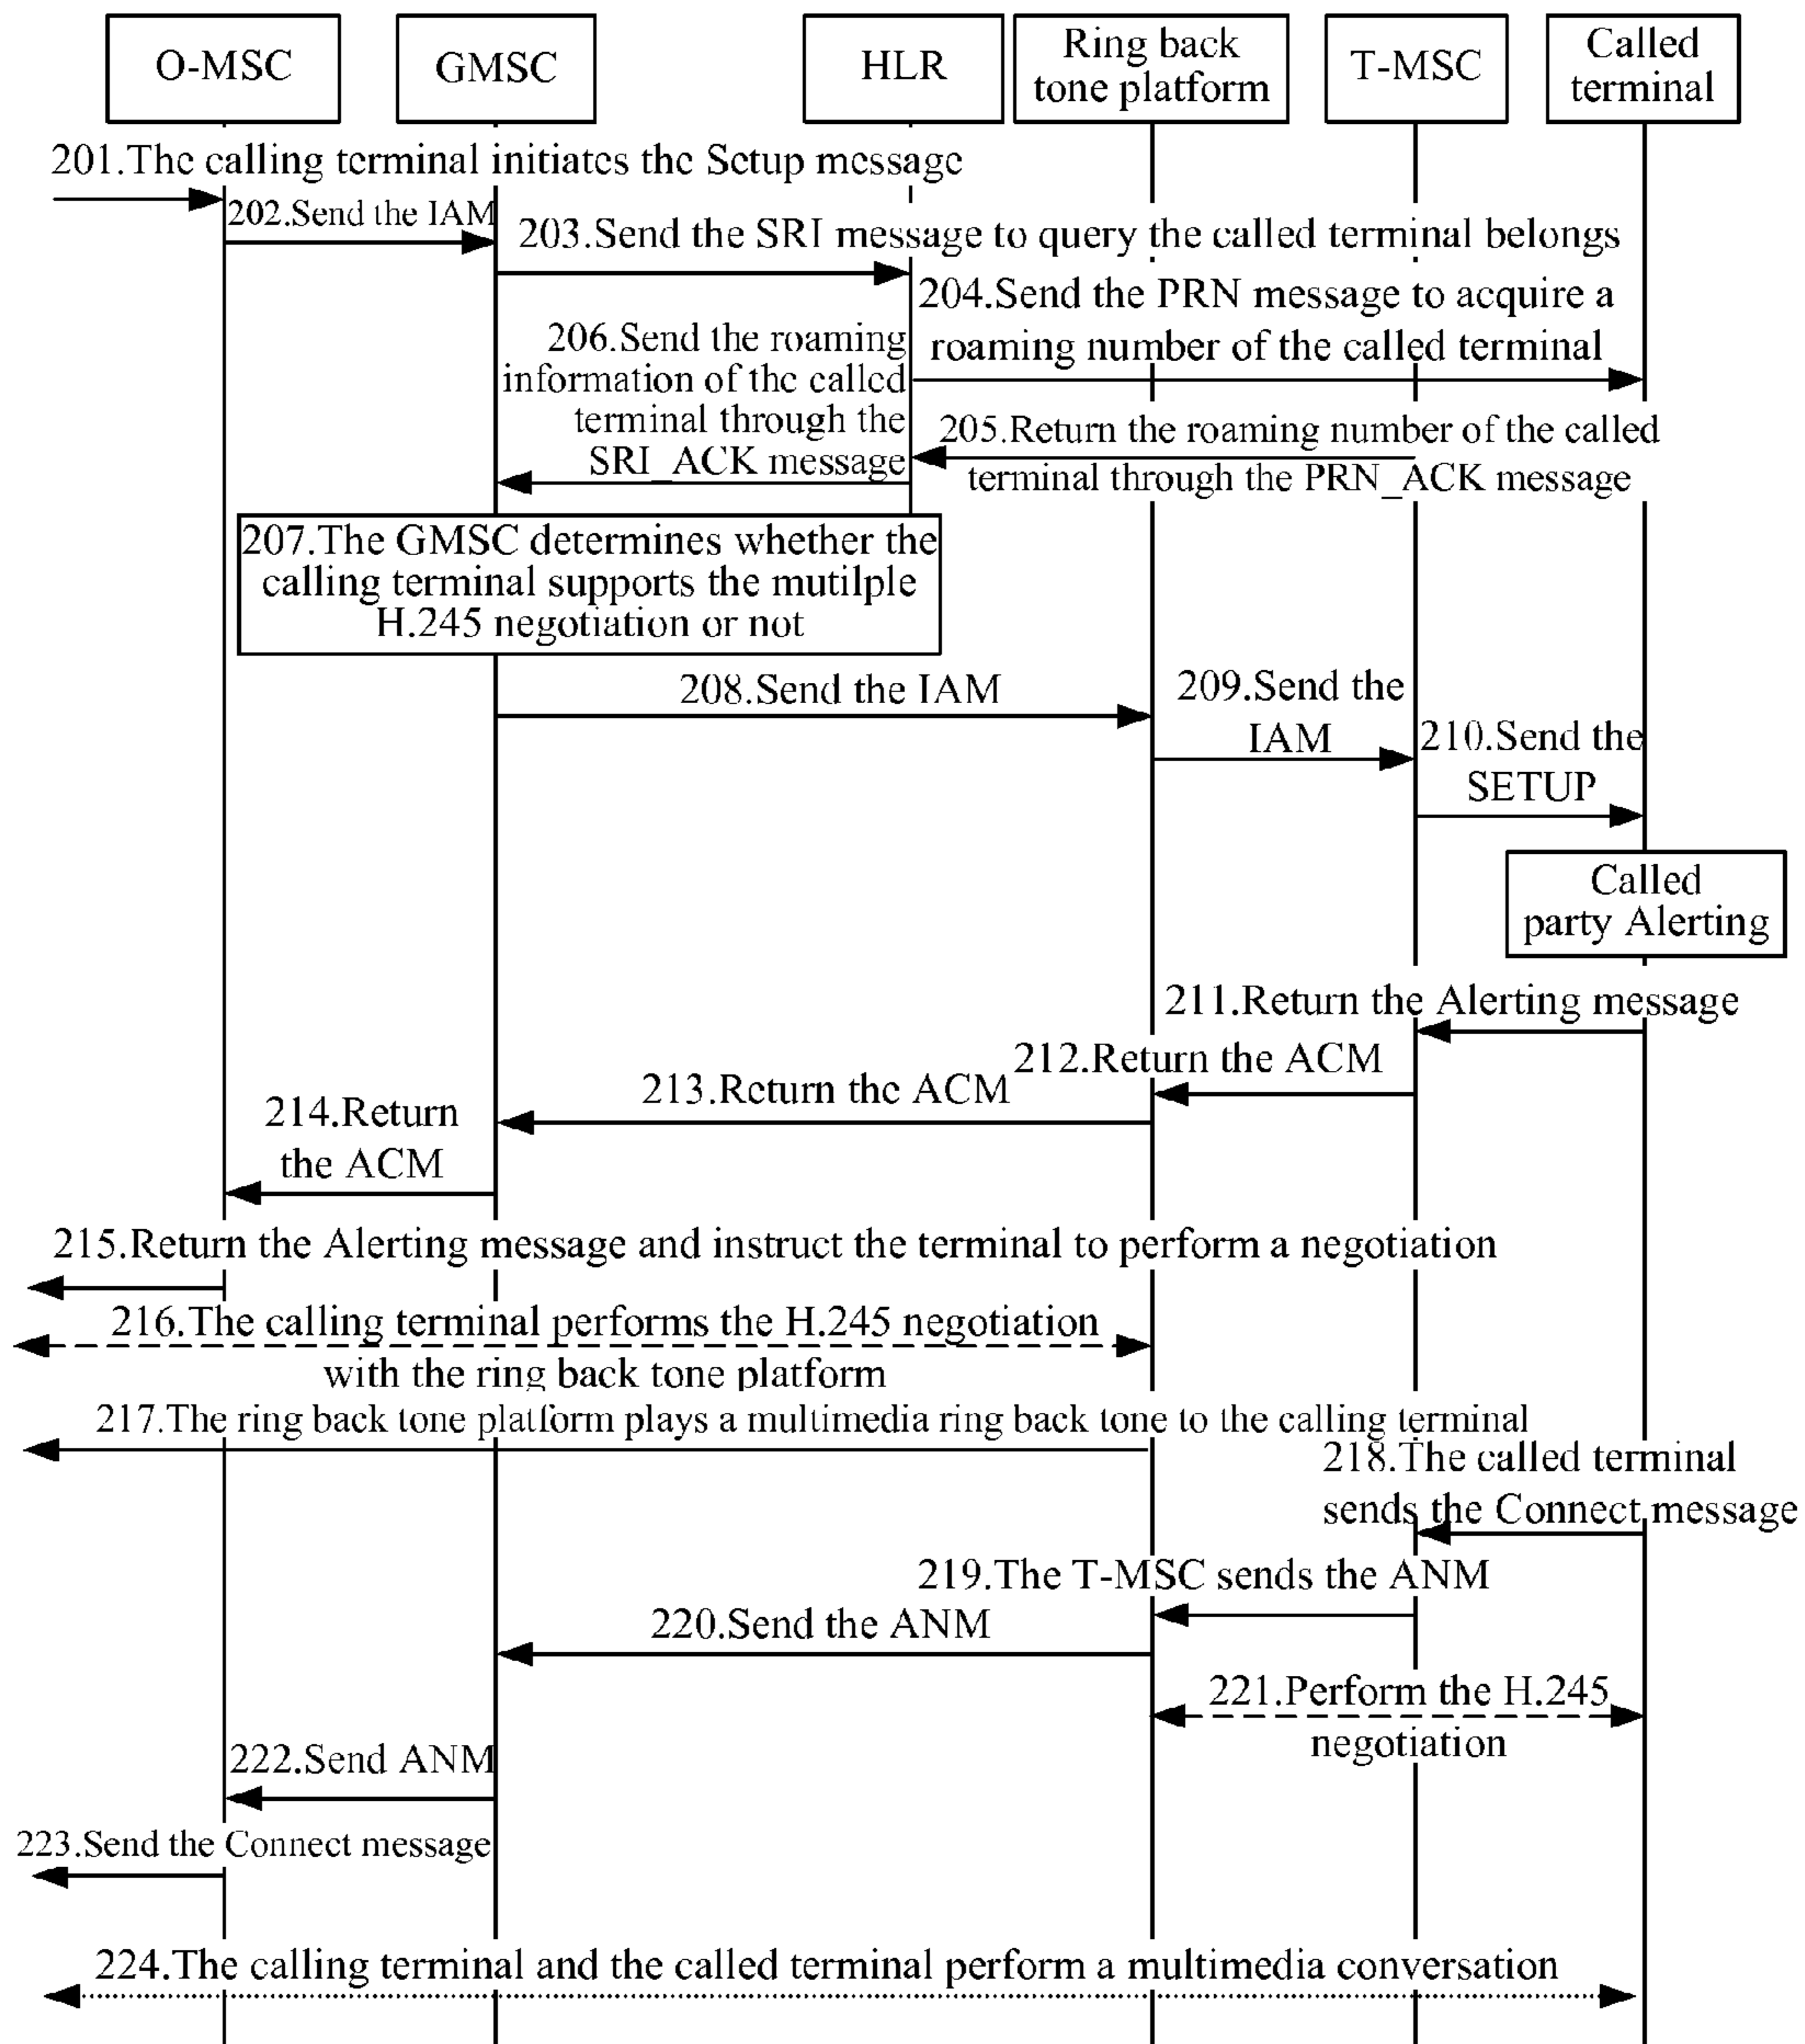 O-MSC
GMSC
HLR
Ring back
tone platform
T-MSC
Called
terminal
201.The calling terminal initiates the Setup message
202.Send the IAM
203.Send the SRI message to query the called terminal belongs
204.Send the PRN message to acquire a
roaming number of the called terminal
206.Send the roaming
information of the called
terminal through the
SRI_ACK message
205.Return the roaming number of the called
terminal through the PRN_ACK message
207.The GMSC determines whether the
calling terminal supports the mutilple
H.245 negotiation or not
208.Send the IAM
209.Send the
IAM
210.Send the
SETUP
Called
party Alerting
211.Return the Alerting message
212.Return the ACM
213.Return the ACM
214.Return
the ACM
215.Return the Alerting message and instruct the terminal to perform a negotiation
216.The calling terminal performs the H.245 negotiation
with the ring back tone platform
217.The ring back tone platform plays a multimedia ring back tone to the calling terminal
218.The called terminal
sends the Connect message
219.The T-MSC sends the ANM
220.Send the ANM
221.Perform the H.245
negotiation
222.Send ANM
223.Send the Connect message
224.The calling terminal and the called terminal perform a multimedia conversation